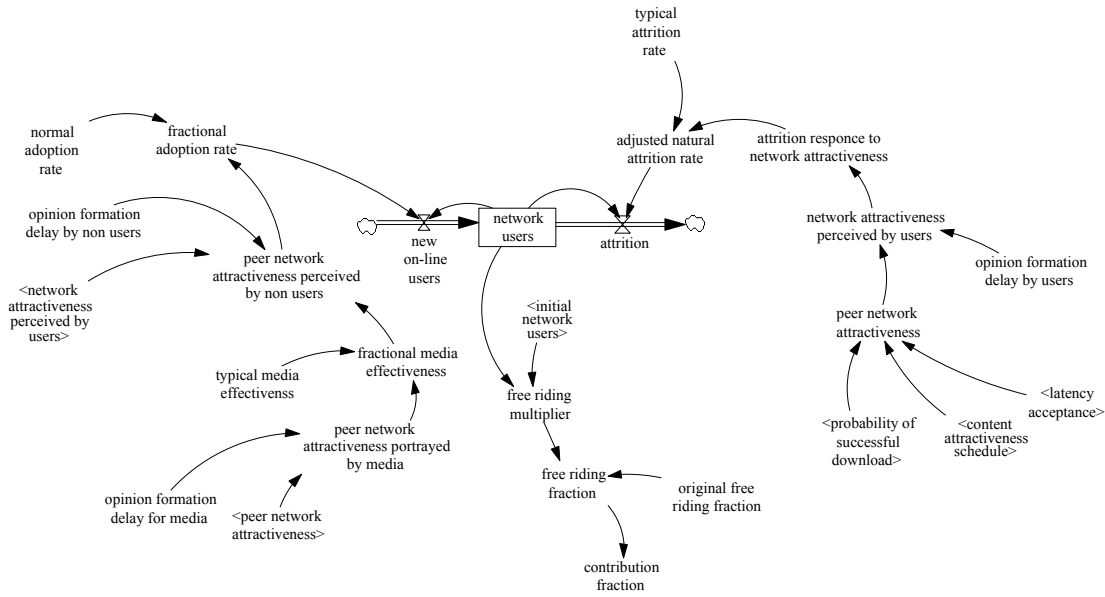 typical
attrition
rate
normal
adoption
rate
fractional
adoption rate
adjusted natural
attrition rate
attrition responce to
network attractiveness
opinion formation
delay by non users
network
users
new
on-line
users
attrition
network attractiveness
perceived by users
opinion formation
delay by users
peer network
attractiveness perceived
by non users
<network
attractiveness
perceived by
users>
<initial
network
users>
peer network
attractiveness
typical media
effectivenss
fractional media
effectiveness
free riding
multiplier
<latency
acceptance>
<probability of
successful
download>
<content
attractiveness
schedule>
peer network
attractiveness portrayed
by media
free riding
fraction
original free
riding fraction
opinion formation
delay for media
<peer network
attractiveness>
contribution
fraction